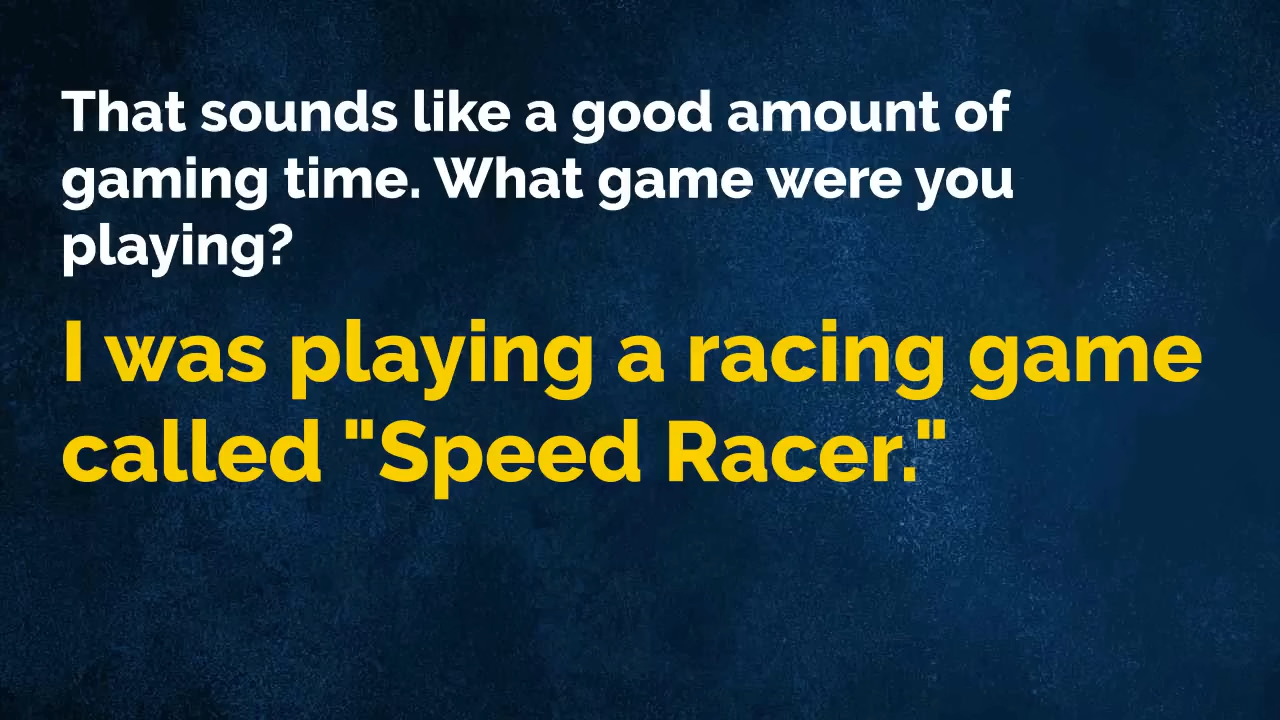 That sounds like a good amount of
gaming time. What game were you
playing?
I was playing a racing game
called "Speed Racer."